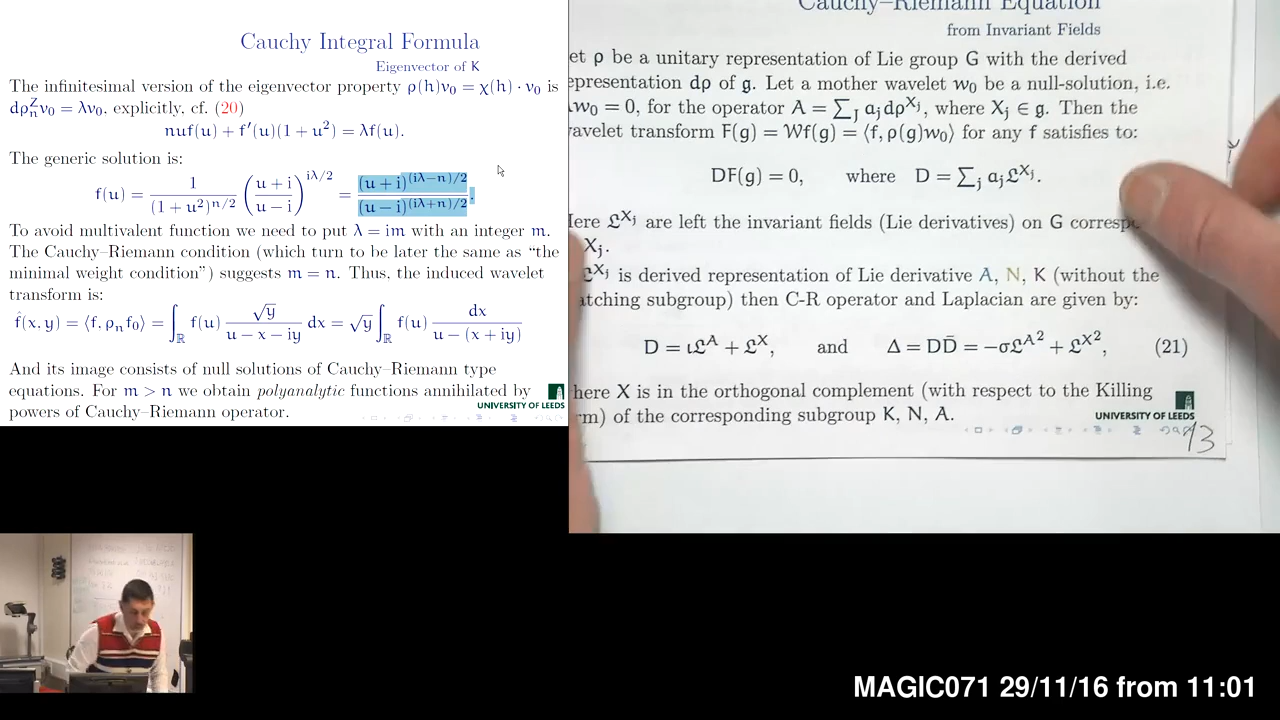 Cauchy Integral Formula
Eigenvector of K
The infinitesimal version of the eigenvector property ρ(h)v₀ = χ(h) · v₀ is
dρₙᶻv₀ = λv₀, explicitly, cf. (20)
nuf(u) + f′(u)(1 + u²) = λf(u).
The generic solution is:
f(u) = 1/(1 + u²)^{n/2} ((u + i)/(u − i))^{iλ/2} = (u + i)^{(iλ−n)/2}/(u − i)^{(iλ+n)/2}.
To avoid multivalent function we need to put λ = im with an integer m.
The Cauchy–Riemann condition (which turn to be later the same as “the
minimal weight condition”) suggests m = n. Thus, the induced wavelet
transform is:
f̂(x, y) = ⟨f, ρₙf₀⟩ = ∫_ℝ f(u) √y/(u − x − iy) dx = √y ∫_ℝ f(u) dx/(u − (x + iy))
And its image consists of null solutions of Cauchy–Riemann type
equations. For m > n we obtain polyanalytic functions annihilated by
powers of Cauchy–Riemann operator.
UNIVERSITY OF LEEDS
Cauchy–Riemann Equation
from Invariant Fields
et ρ be a unitary representation of Lie group G with the derived
epresentation dρ of 𝔤. Let a mother wavelet w₀ be a null-solution, i.e.
w₀ = 0, for the operator A = ∑_J aⱼdρ^{Xⱼ}, where Xⱼ ∈ 𝔤. Then the
avelet transform F(g) = 𝒲f(g) = ⟨f, ρ(g)w₀⟩ for any f satisfies to:
DF(g) = 0, where D = ∑ⱼ aⱼ𝔏^{Xⱼ}.
ere 𝔏^{Xⱼ} are left the invariant fields (Lie derivatives) on G corresp
Xⱼ.
𝔏^{Xⱼ} is derived representation of Lie derivative A, N, K (without the
atching subgroup) then C-R operator and Laplacian are given by:
D = ι𝔏^A + 𝔏^X, and Δ = DD̄ = −σ𝔏^{A²} + 𝔏^{X²}, (21)
here X is in the orthogonal complement (with respect to the Killing
rm) of the corresponding subgroup K, N, A.
UNIVERSITY OF LEEDS
13
MAGIC071 29/11/16 from 11:01